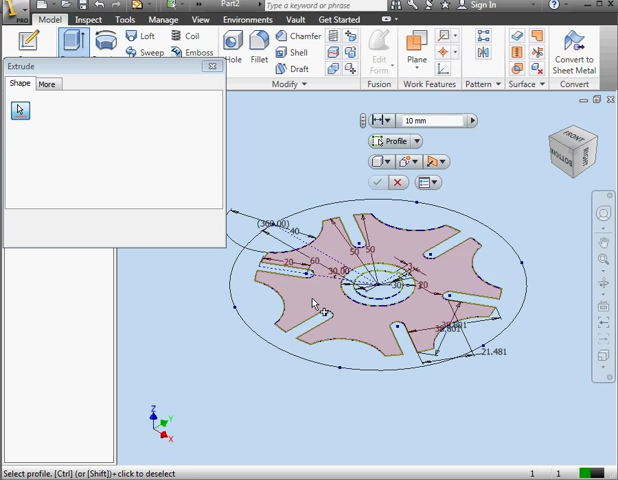 Part2
Type a keyword or phrase
Sign In
PRO
Model Inspect Tools Manage View Environments Vault Get Started
Loft Coil Chamfer
Sweep Emboss Hole Fillet Shell
Draft
Plane
Edit
Form
Convert to
Sheet Metal
Modify Fusion Work Features Pattern Surface Convert
Extrude
Shape More
10 mm
Profile
FRONT
BOTTOM
RIGHT
(360.00)
40
50 50
20 60
30.00
30
20
21.481
Z
Y
X
Select profile. [Ctrl] (or [Shift])+click to deselect
1 1